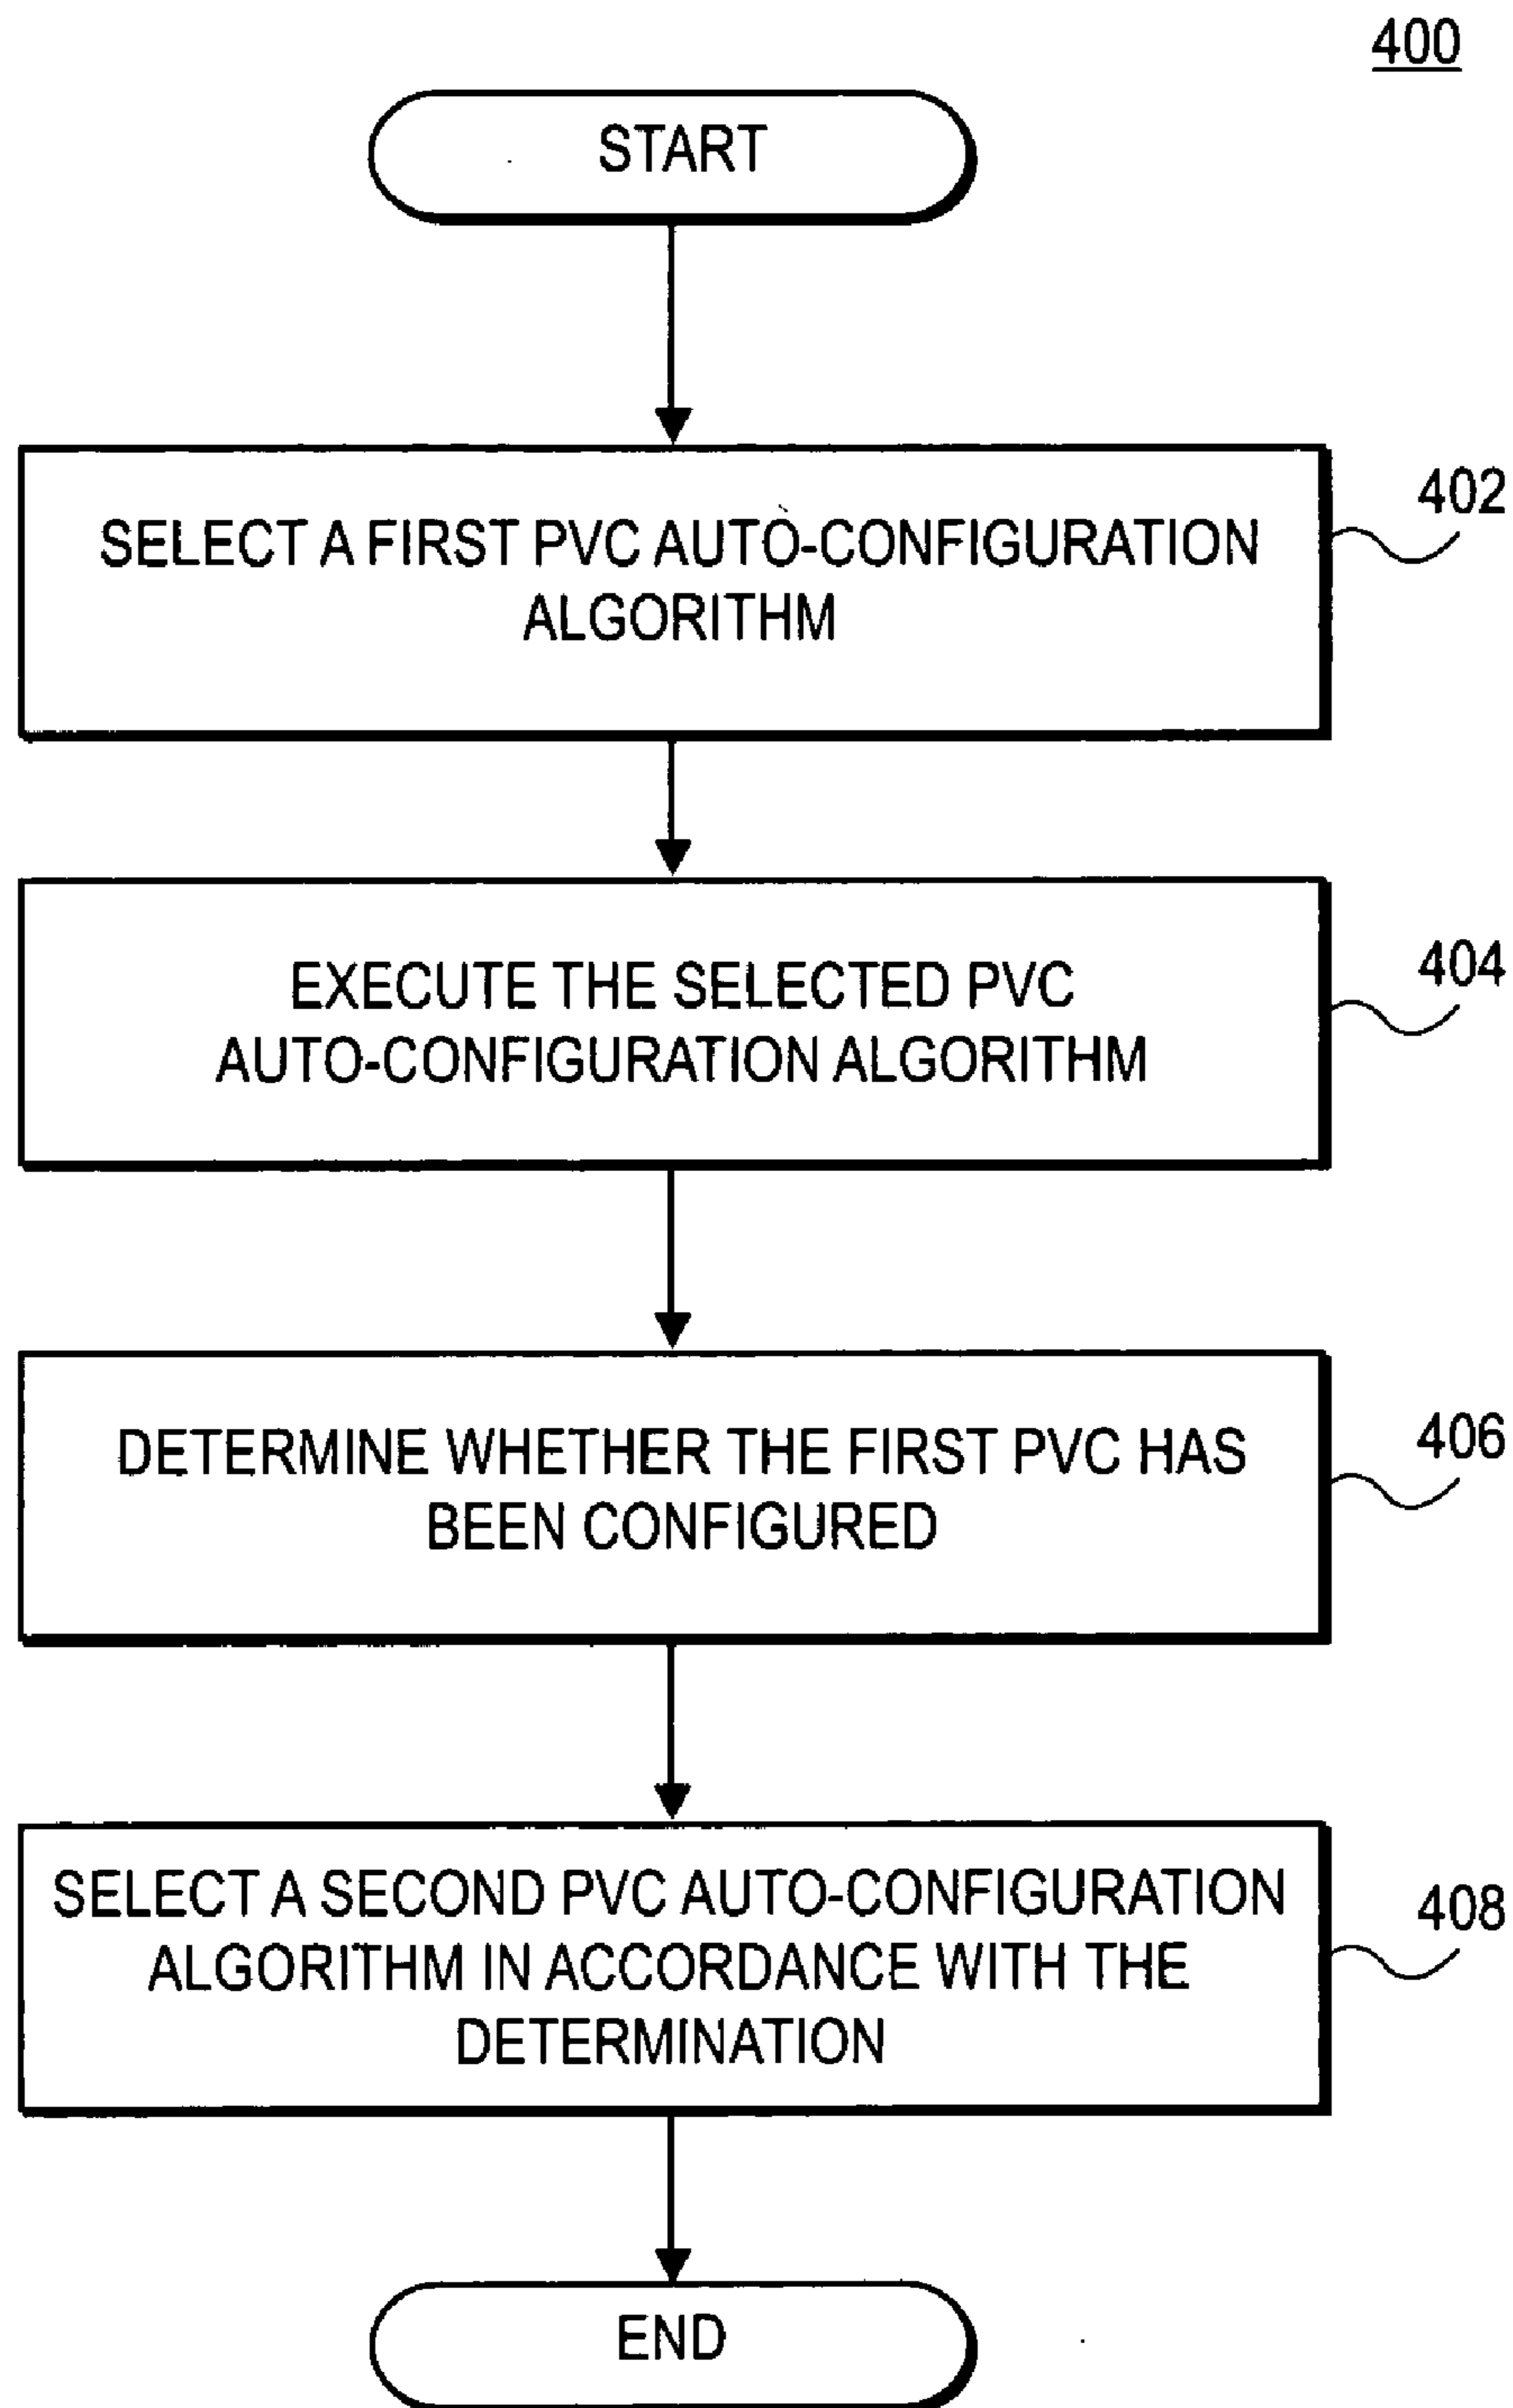 400
START
SELECT A FIRST PVC AUTO-CONFIGURATION
ALGORITHM
402
EXECUTE THE SELECTED PVC
AUTO-CONFIGURATION ALGORITHM
404
DETERMINE WHETHER THE FIRST PVC HAS
BEEN CONFIGURED
406
SELECT A SECOND PVC AUTO-CONFIGURATION
ALGORITHM IN ACCORDANCE WITH THE
DETERMINATION
408
END